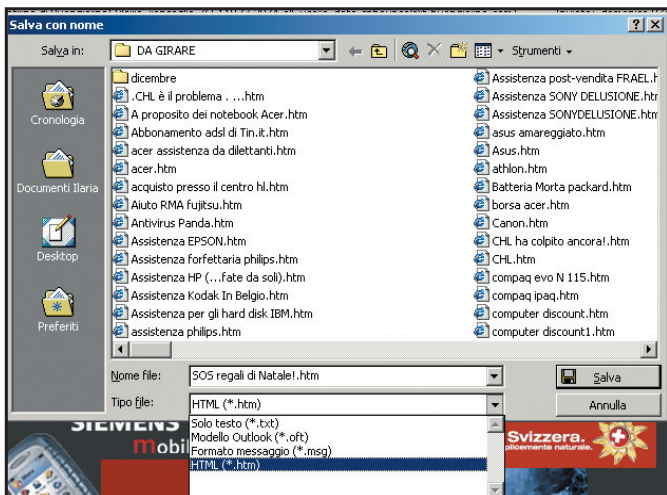 Salva con nome
Salva in:
DA GIRARE
Strumenti
Cronologia
Documenti Ilaria
Desktop
Preferiti
dicembre
.CHL è il problema . ...htm
A proposito dei notebook Acer.htm
Abbonamento adsl di Tin.it.htm
acer assistenza da dilettanti.htm
acer.htm
acquisto presso il centro hl.htm
Aiuto RMA fujitsu.htm
Antivirus Panda.htm
Assistenza EPSON.htm
Assistenza forfettaria philips.htm
Assistenza HP (...fate da soli).htm
Assistenza Kodak In Belgio.htm
Assistenza per gli hard disk IBM.htm
assistenza philips.htm
Assistenza post-vendita FRAEL.h
Assistenza SONY DELUSIONE.htm
Assistenza SONYDELUSIONE.htm
asus amareggiato.htm
Asus.htm
athlon.htm
Batteria Morta packard.htm
borsa acer.htm
Canon.htm
CHL ha colpito ancora!.htm
CHL.htm
compaq evo N 115.htm
compaq ipaq.htm
computer discount.htm
computer discount1.htm
Nome file:
SOS regali di Natale!.htm
Salva
Tipo file:
HTML (*.htm)
Annulla
Solo testo (*.txt)
Modello Outlook (*.oft)
Formato messaggio (*.msg)
HTML (*.htm)
SIEMENS
mobil
Svizzera.
plicemente naturale.